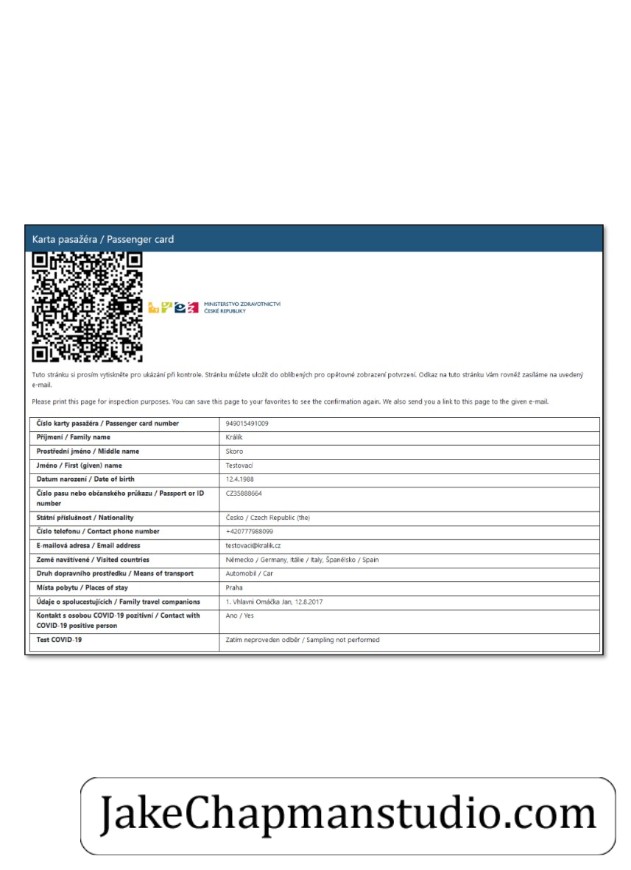 Karta pasažéra / Passenger card
MINISTERSTVO ZDRAVOTNICTVÍ
ČESKÉ REPUBLIKY
Tuto stránku si prosím vytiskněte pro ukázání při kontrole. Stránku můžete uložit do oblíbených pro opětovné zobrazení potvrzení. Odkaz na tuto stránku Vám rovněž zasíláme na uvedený
e-mail.
Please print this page for inspection purposes. You can save this page to your favorites to see the confirmation again. We also send you a link to this page to the given e-mail.
Číslo karty pasažéra / Passenger card number 949015491009
Příjmení / Family name Králík
Prostřední jméno / Middle name Skoro
Jméno / First (given) name Testovací
Datum narození / Date of birth 12.4.1988
Číslo pasu nebo občanského průkazu / Passport or ID
number CZ35888664
Státní příslušnost / Nationality Česko / Czech Republic (the)
Číslo telefonu / Contact phone number +420777988099
E-mailová adresa / Email address testovaci@kralik.cz
Země navštívené / Visited countries Německo / Germany, Itálie / Italy, Španělsko / Spain
Druh dopravního prostředku / Means of transport Automobil / Car
Místa pobytu / Places of stay Praha
Údaje o spolucestujících / Family travel companions 1. Vhlavni Omáčka Jan, 12.8.2017
Kontakt s osobou COVID-19 pozitivní / Contact with
COVID-19 positive person Ano / Yes
Test COVID-19 Zatím neproveden odběr / Sampling not performed
JakeChapmanstudio.com